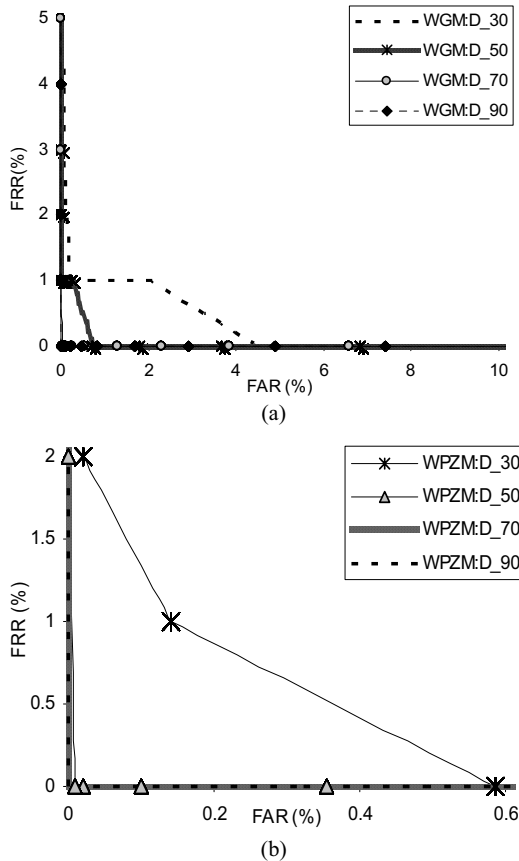 5
4
3
2
1
0
FRR(%)
0
2
4
6
8
10
FAR (%)
WGM:D_30
WGM:D_50
WGM:D_70
WGM:D_90
(a)
2
1.5
1
0.5
0
FRR (%)
0
0.2
0.4
0.6
FAR (%)
WPZM:D_30
WPZM:D_50
WPZM:D_70
WPZM:D_90
(b)